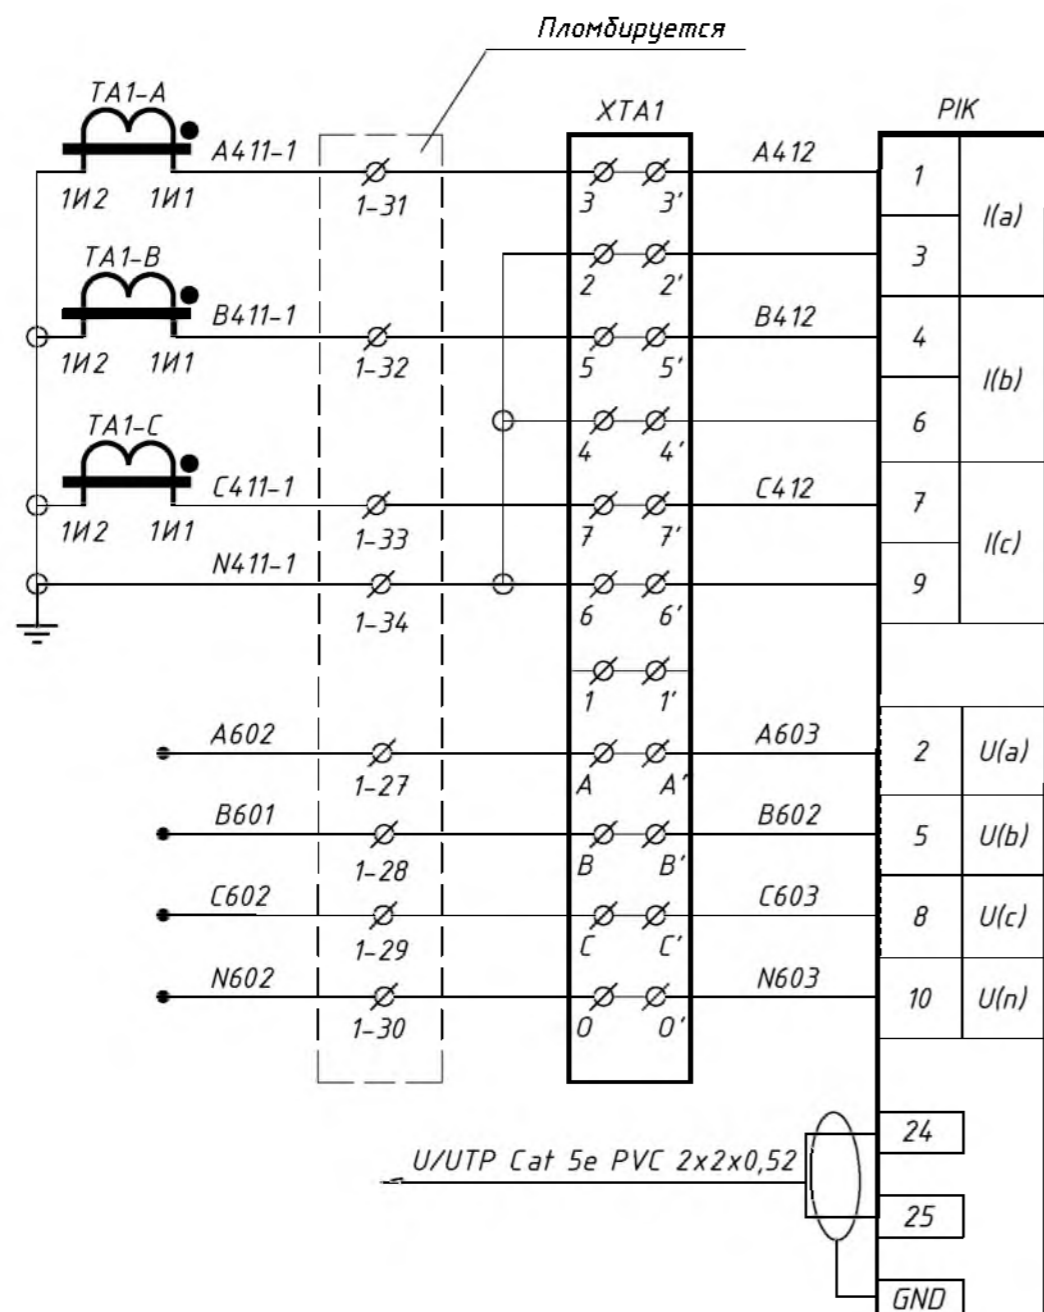 Пломбируется
TA1-A
XTA1
PIK
A411-1
A412
1
I(a)
1И2
1И1
1-31
3
3'
3
TA1-B
2
2'
B411-1
B412
4
I(b)
1И2
1И1
1-32
5
5'
6
TA1-C
4
4'
C411-1
C412
7
I(c)
1И2
1И1
1-33
7
7'
N411-1
9
1-34
6
6'
1
1'
A602
A603
2
U(a)
1-27
A
A'
B601
B602
5
U(b)
1-28
B
B'
C602
C603
8
U(c)
1-29
C
C'
N602
N603
10
U(n)
1-30
O
O'
24
U/UTP Cat 5e PVC 2x2x0,52
25
GND